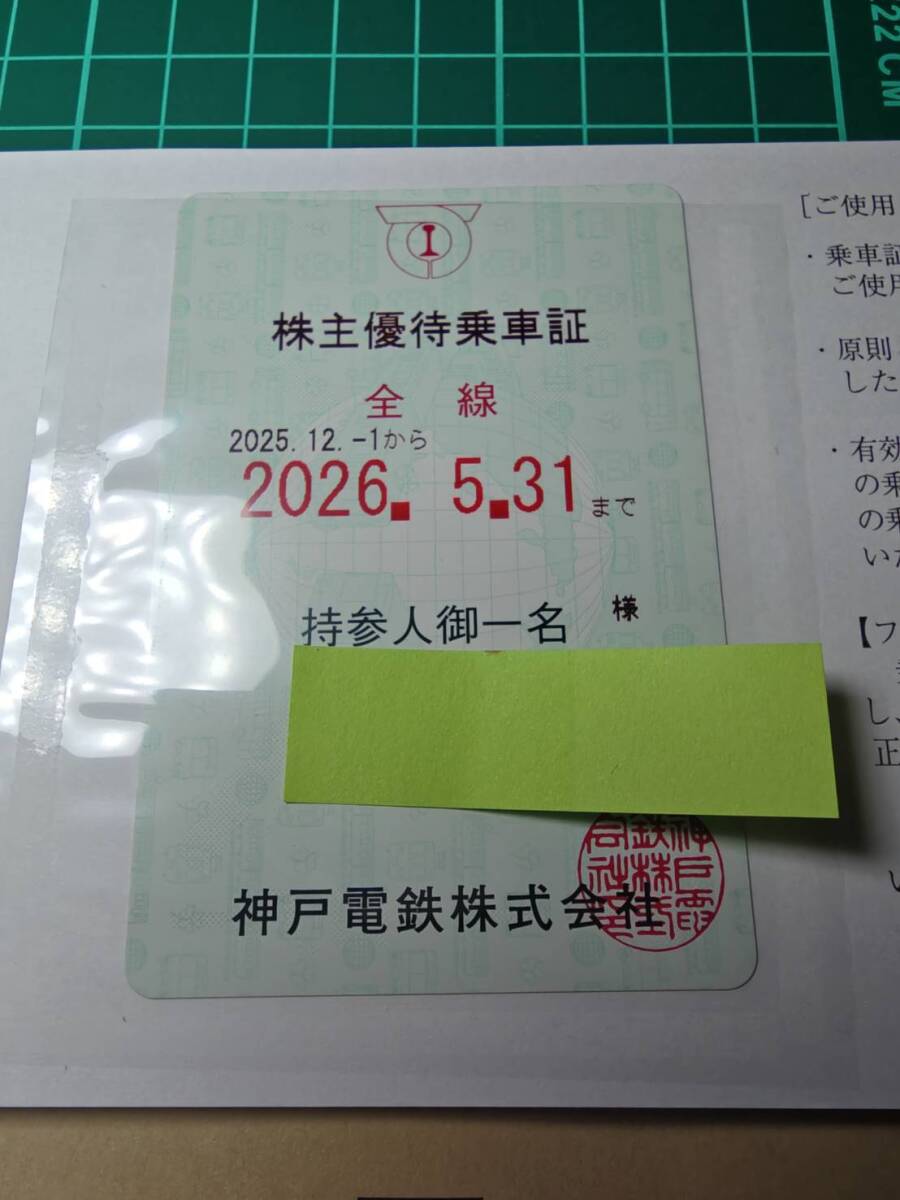 22 CM
株主優待乗車証
全線
2025.12.-1から
2026. 5.31まで
持参人御一名 様
神戸電鉄株式会社
[ご使用
・乗車証
ご使用
・原則
した
・有効
の乗
の乗
いた
【フ
し、
正
い